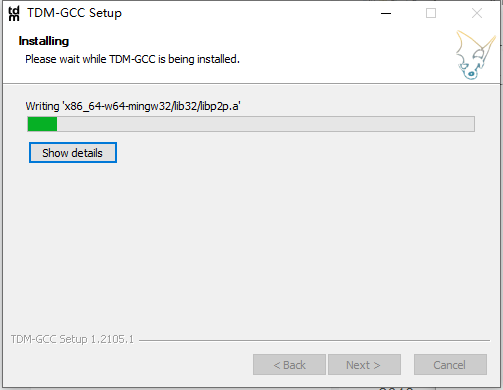 tdm TDM-GCC Setup
Installing
Please wait while TDM-GCC is being installed.
Writing 'x86_64-w64-mingw32/lib32/libp2p.a'
Show details
TDM-GCC Setup 1.2105.1
< Back Next > Cancel